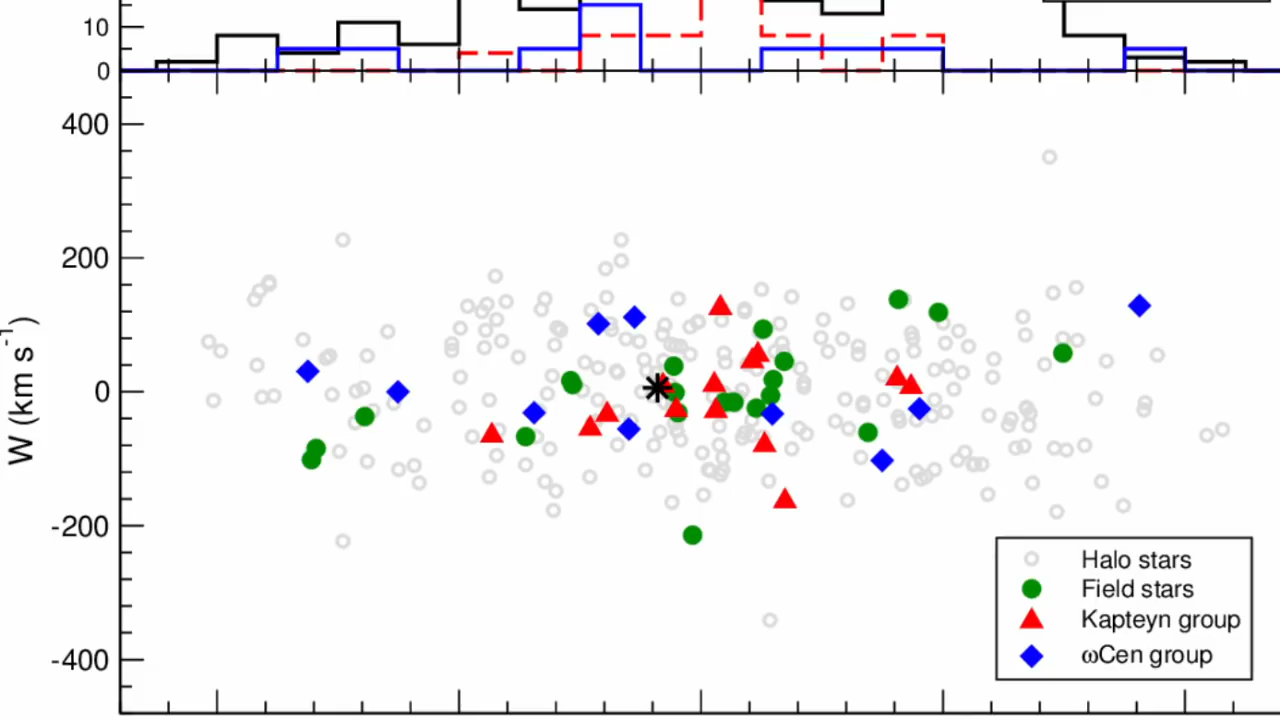 10
0
400
200
0
-200
-400
W (km s-1)
Halo stars
Field stars
Kapteyn group
ωCen group